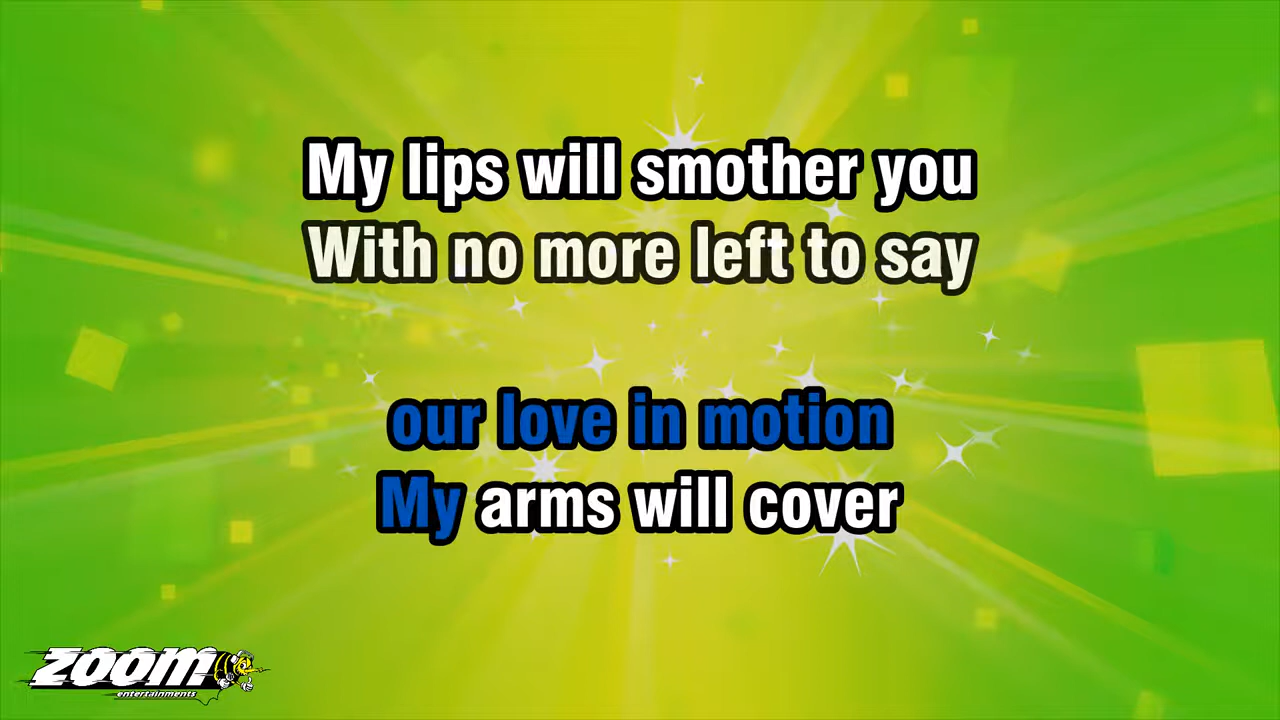 My lips will smother you
With no more left to say
our love in motion
My arms will cover
ZOOM
entertainments